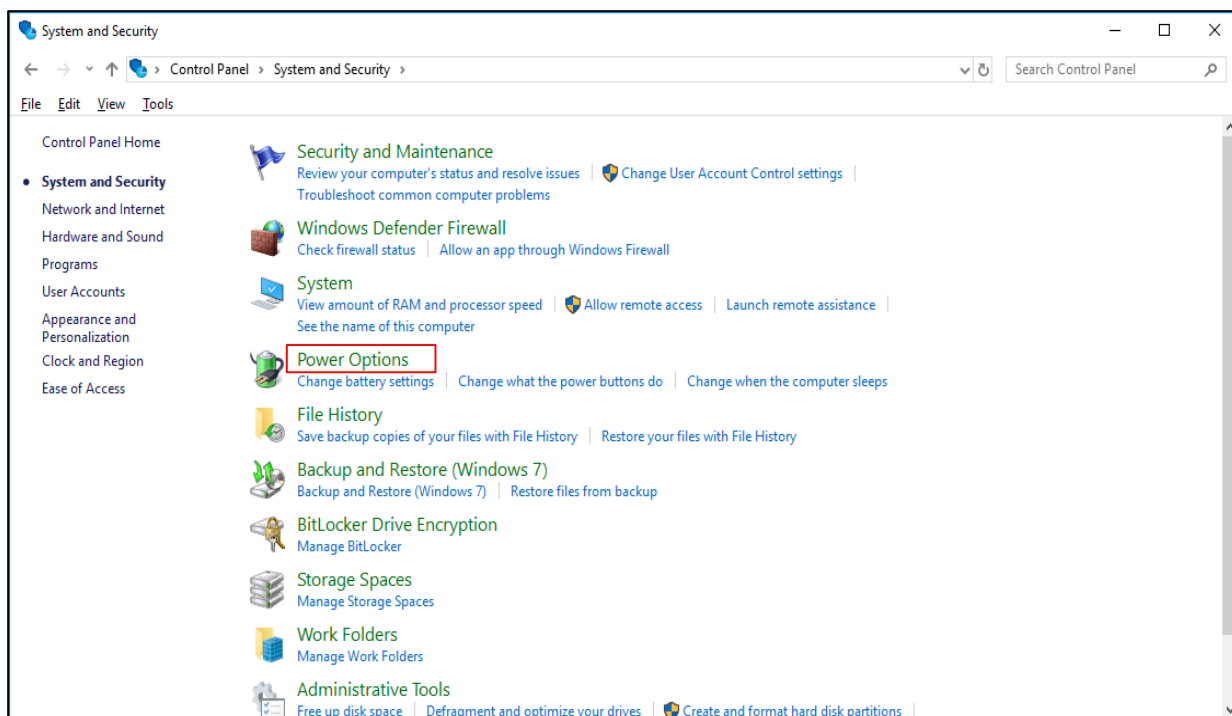 System and Security
Control Panel > System and Security >
Search Control Panel
File Edit View Tools
Control Panel Home
System and Security
Network and Internet
Hardware and Sound
Programs
User Accounts
Appearance and
Personalization
Clock and Region
Ease of Access
Security and Maintenance
Review your computer's status and resolve issues
Change User Account Control settings
Troubleshoot common computer problems
Windows Defender Firewall
Check firewall status
Allow an app through Windows Firewall
System
View amount of RAM and processor speed
Allow remote access
Launch remote assistance
See the name of this computer
Power Options
Change battery settings
Change what the power buttons do
Change when the computer sleeps
File History
Save backup copies of your files with File History
Restore your files with File History
Backup and Restore (Windows 7)
Backup and Restore (Windows 7)
Restore files from backup
BitLocker Drive Encryption
Manage BitLocker
Storage Spaces
Manage Storage Spaces
Work Folders
Manage Work Folders
Administrative Tools
Free up disk space
Defragment and optimize your drives
Create and format hard disk partitions